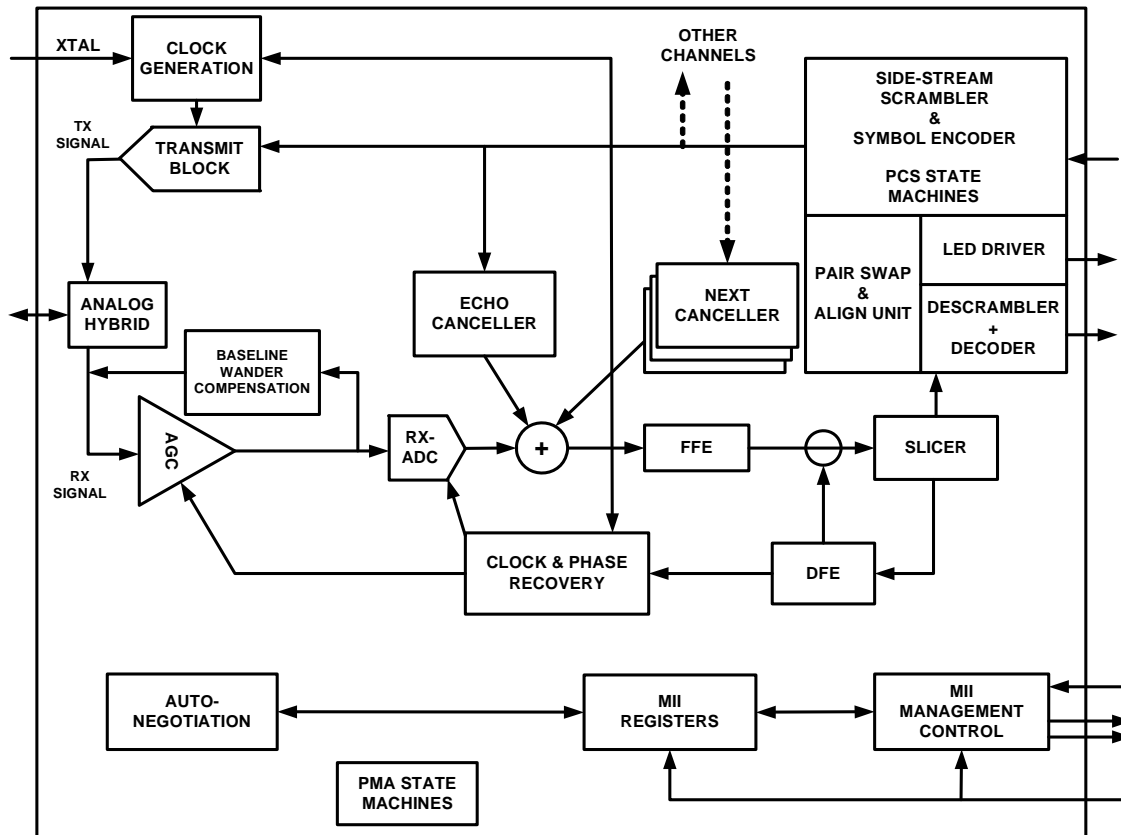 XTAL
CLOCK
GENERATION
OTHER
CHANNELS
SIDE-STREAM
SCRAMBLER
&
SYMBOL ENCODER
PCS STATE
MACHINES
TX
SIGNAL
TRANSMIT
BLOCK
LED DRIVER
PAIR SWAP
&
ALIGN UNIT
DESCRAMBLER
+
DECODER
ANALOG
HYBRID
ECHO
CANCELLER
NEXT
CANCELLER
BASELINE
WANDER
COMPENSATION
AGC
RX-
ADC
+
FFE
SLICER
RX
SIGNAL
CLOCK & PHASE
RECOVERY
DFE
AUTO-
NEGOTIATION
MII
REGISTERS
MII
MANAGEMENT
CONTROL
PMA STATE
MACHINES